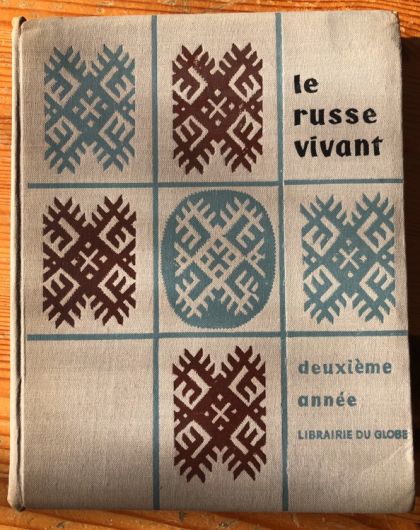 le
russe
vivant
deuxième
année
LIBRAIRIE DU GLOBE